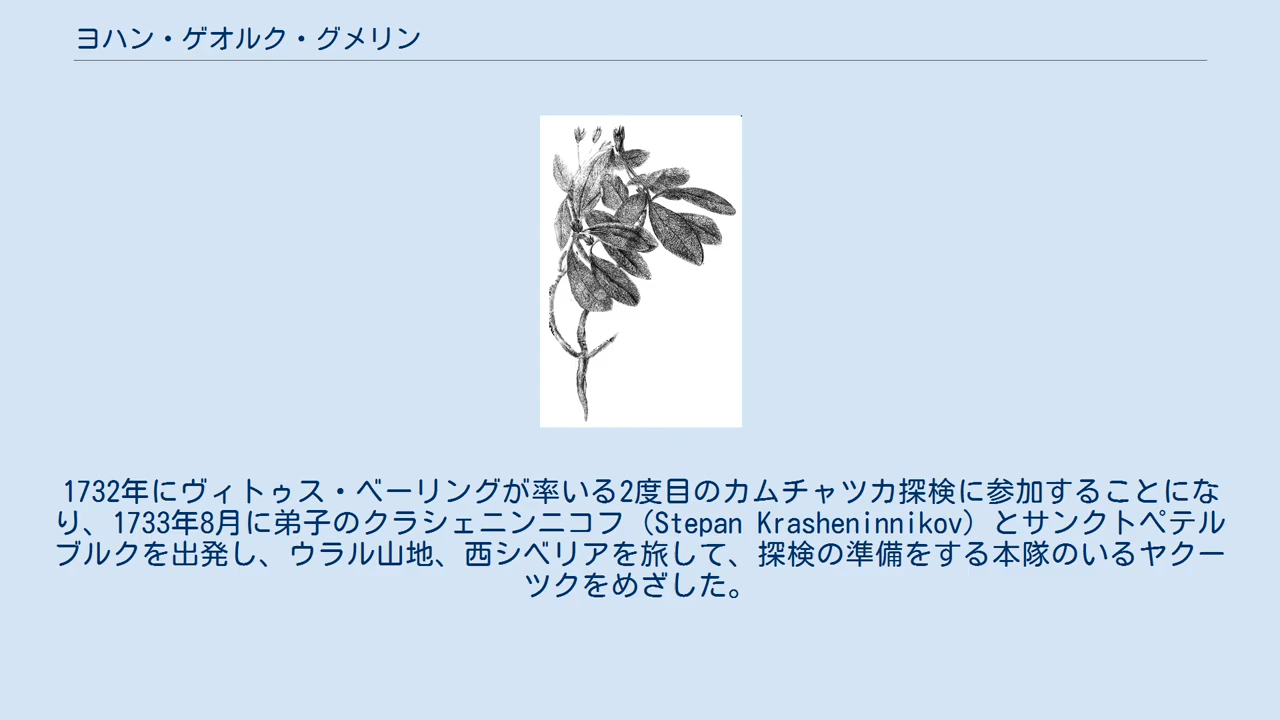 ヨハン・ゲオルク・グメリン
1732年にヴィトゥス・ベーリングが率いる2度目のカムチャツカ探検に参加することにな
り、1733年8月に弟子のクラシェニンニコフ（Stepan Krasheninnikov）とサンクトペテル
ブルクを出発し、ウラル山地、西シベリアを旅して、探検の準備をする本隊のいるヤクー
ツクをめざした。